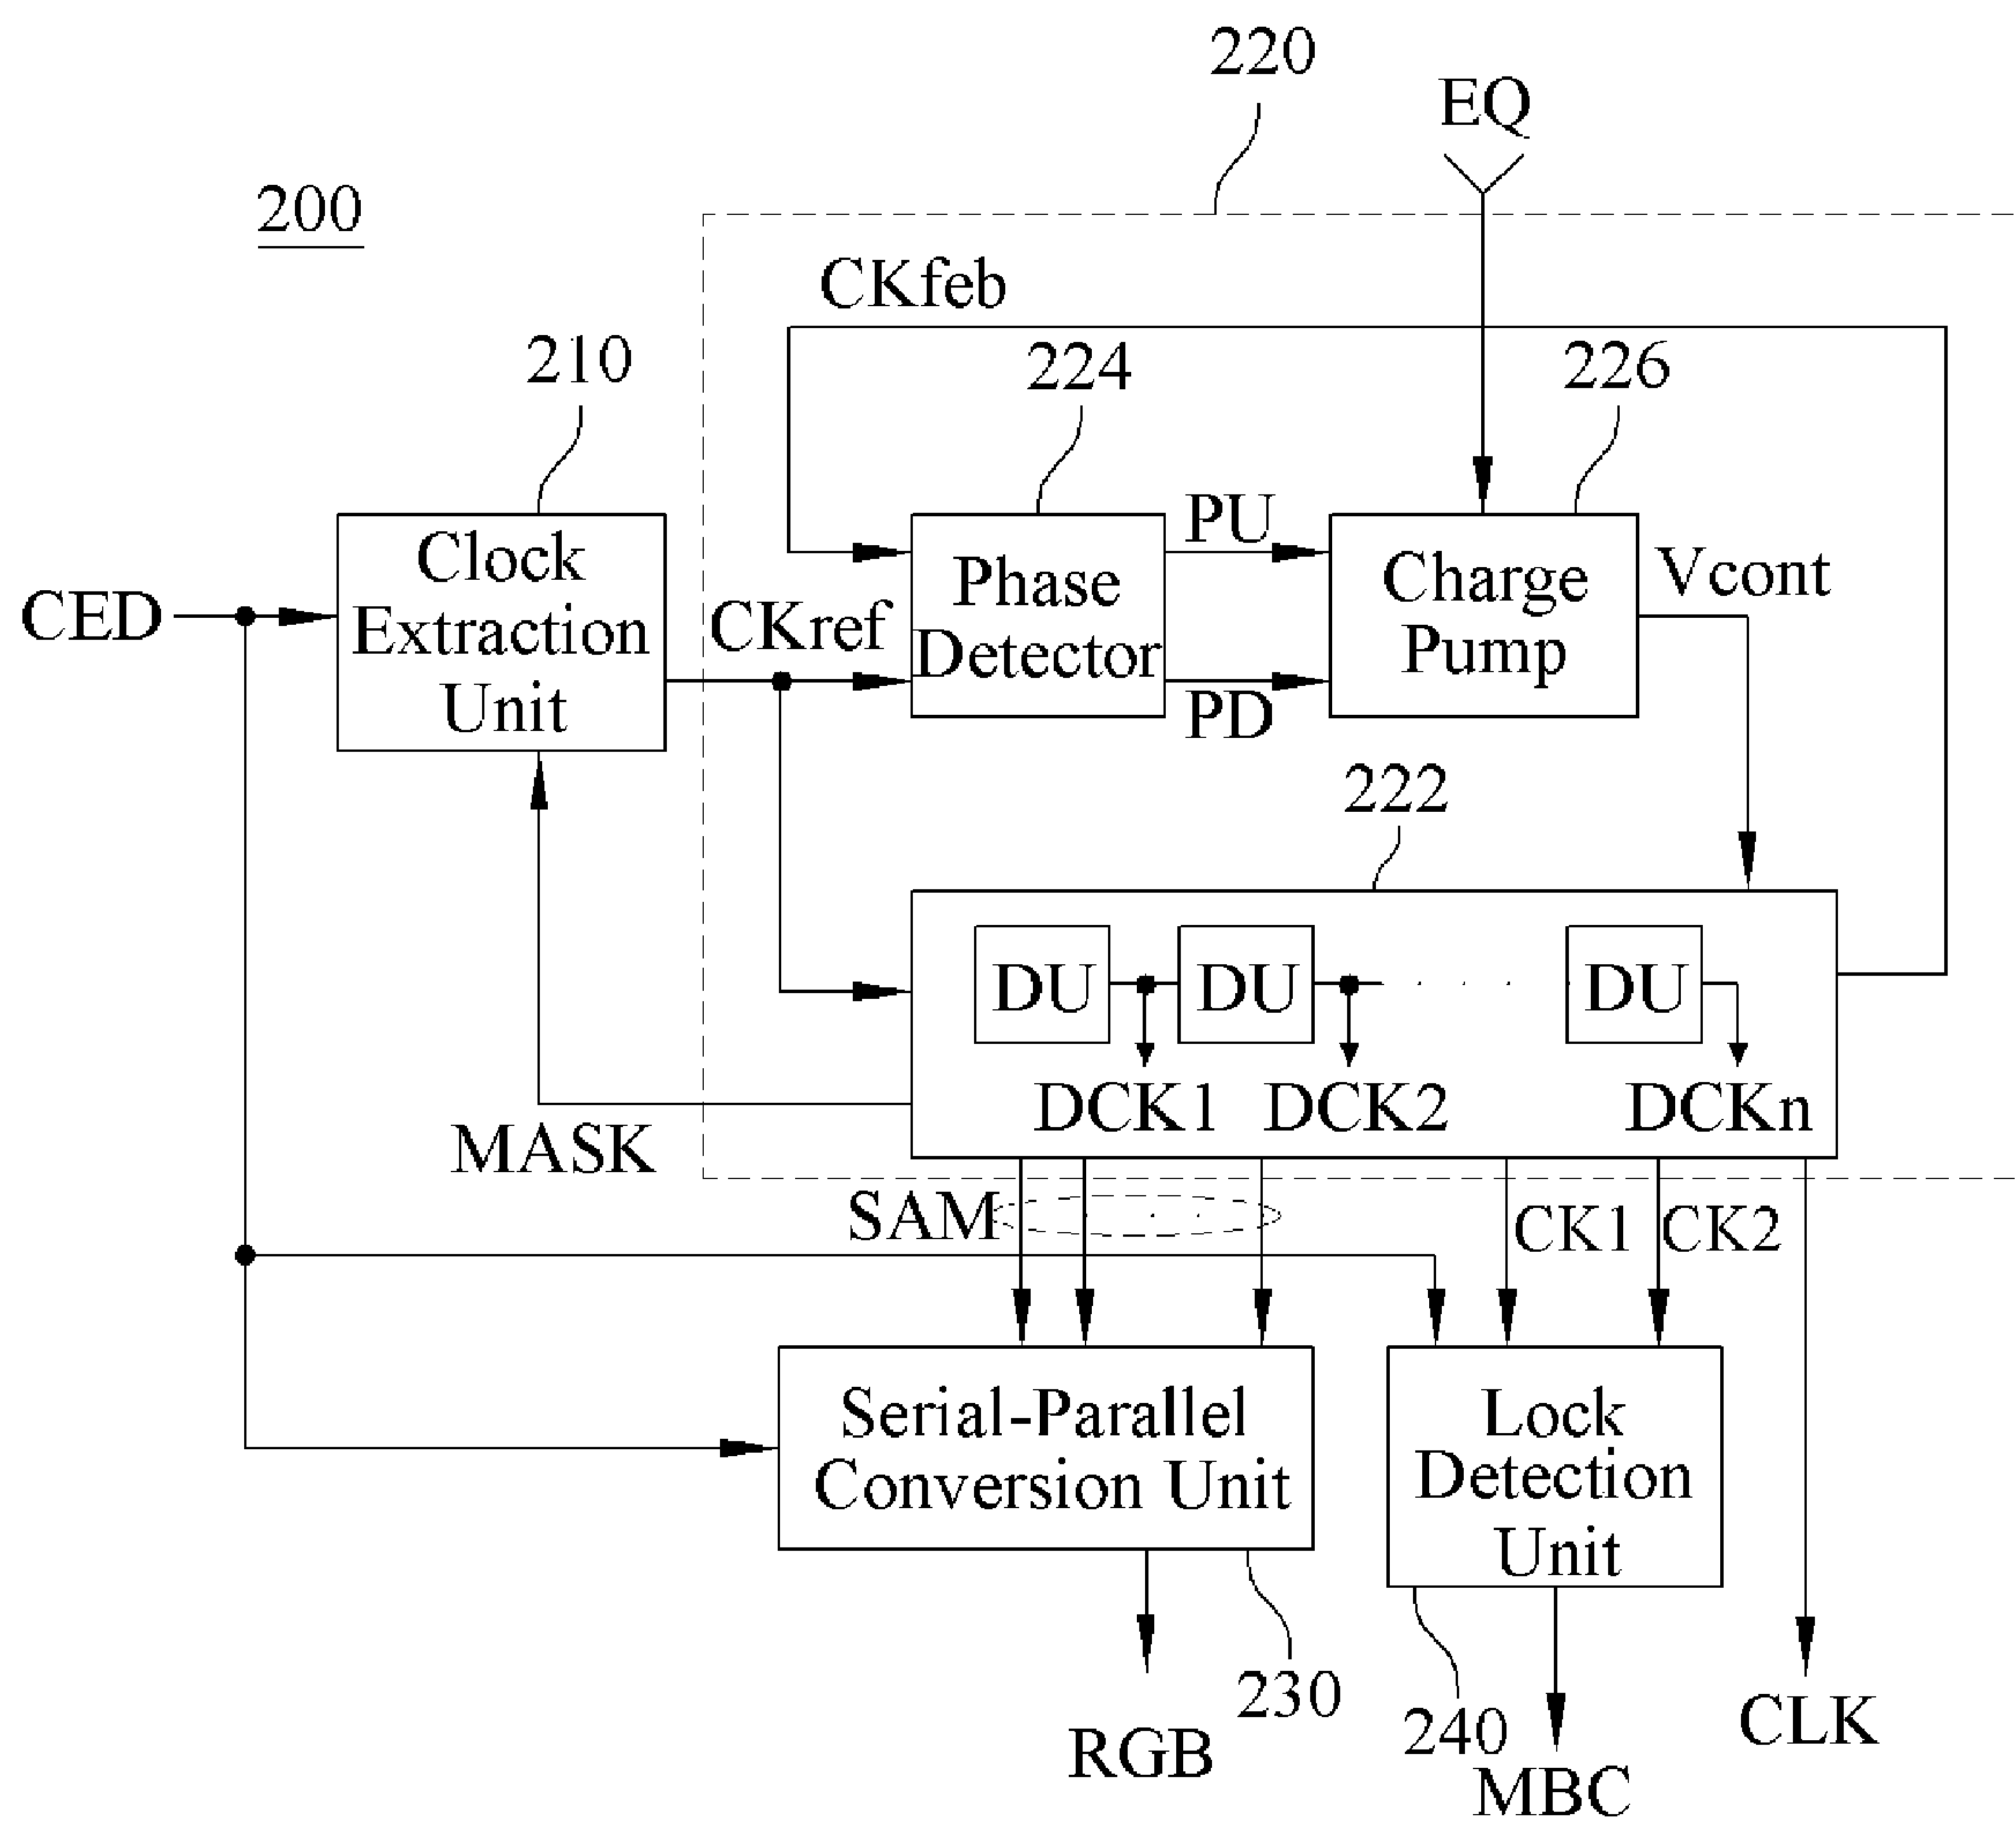 220
EQ
200
CKfeb
210
224
226
Clock
Extraction
Unit
CED
CKref
Phase
Detector
PU
PD
Charge
Pump
Vcont
222
DU
DU
DU
DCK1
DCK2
DCKn
MASK
SAM
CK1
CK2
Serial-Parallel
Conversion Unit
Lock
Detection
Unit
230
240
RGB
MBC
CLK